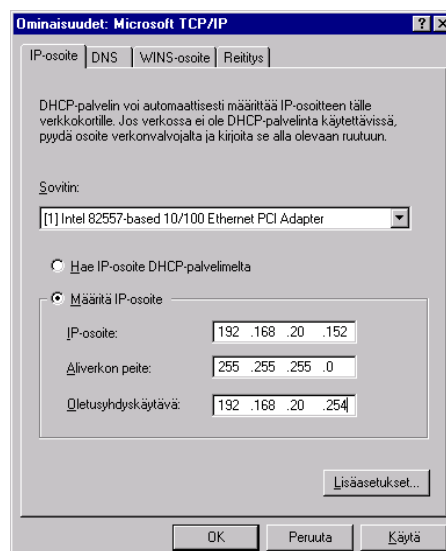 Ominaisuudet: Microsoft TCP/IP
IP-osoite DNS WINS-osoite Reititys
DHCP-palvelin voi automaattisesti määrittää IP-osoitteen tälle
verkkokortille. Jos verkossa ei ole DHCP-palvelinta käytettävissä,
pyydä osoite verkonvalvojalta ja kirjoita se alla olevaan ruutuun.
Sovitin:
[1] Intel 82557-based 10/100 Ethernet PCI Adapter
Hae IP-osoite DHCP-palvelimelta
Määritä IP-osoite
IP-osoite: 192 .168 .20 .152
Aliverkon peite: 255 .255 .255 .0
Oletusyhdyskäytävä: 192 .168 .20 .254
Lisäasetukset...
OK Peruuta Käytä